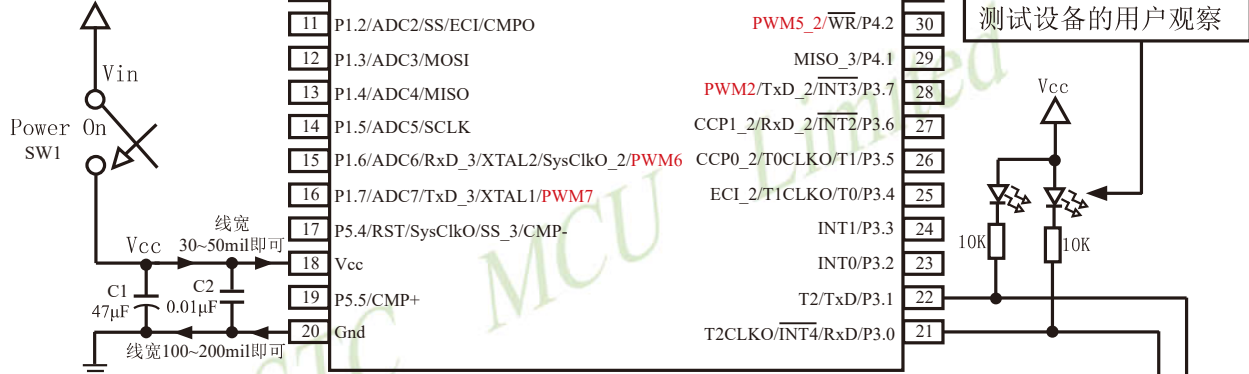 测试设备的用户观察
Vin
Power On
SW1
线宽
30~50mil即可
Vcc
C1
47μF
C2
0.01μF
线宽100~200mil即可
11 P1.2/ADC2/SS/ECI/CMPO
12 P1.3/ADC3/MOSI
13 P1.4/ADC4/MISO
14 P1.5/ADC5/SCLK
15 P1.6/ADC6/RxD_3/XTAL2/SysClkO_2/PWM6
16 P1.7/ADC7/TxD_3/XTAL1/PWM7
17 P5.4/RST/SysClkO/SS_3/CMP-
18 Vcc
19 P5.5/CMP+
20 Gnd
PWM5_2/WR/P4.2 30
MISO_3/P4.1 29
PWM2/TxD_2/INT3/P3.7 28
CCP1_2/RxD_2/INT2/P3.6 27
CCP0_2/T0CLKO/T1/P3.5 26
ECI_2/T1CLKO/T0/P3.4 25
INT1/P3.3 24
INT0/P3.2 23
T2/TxD/P3.1 22
T2CLKO/INT4/RxD/P3.0 21
Vcc
10K
10K
STC MCU Limited